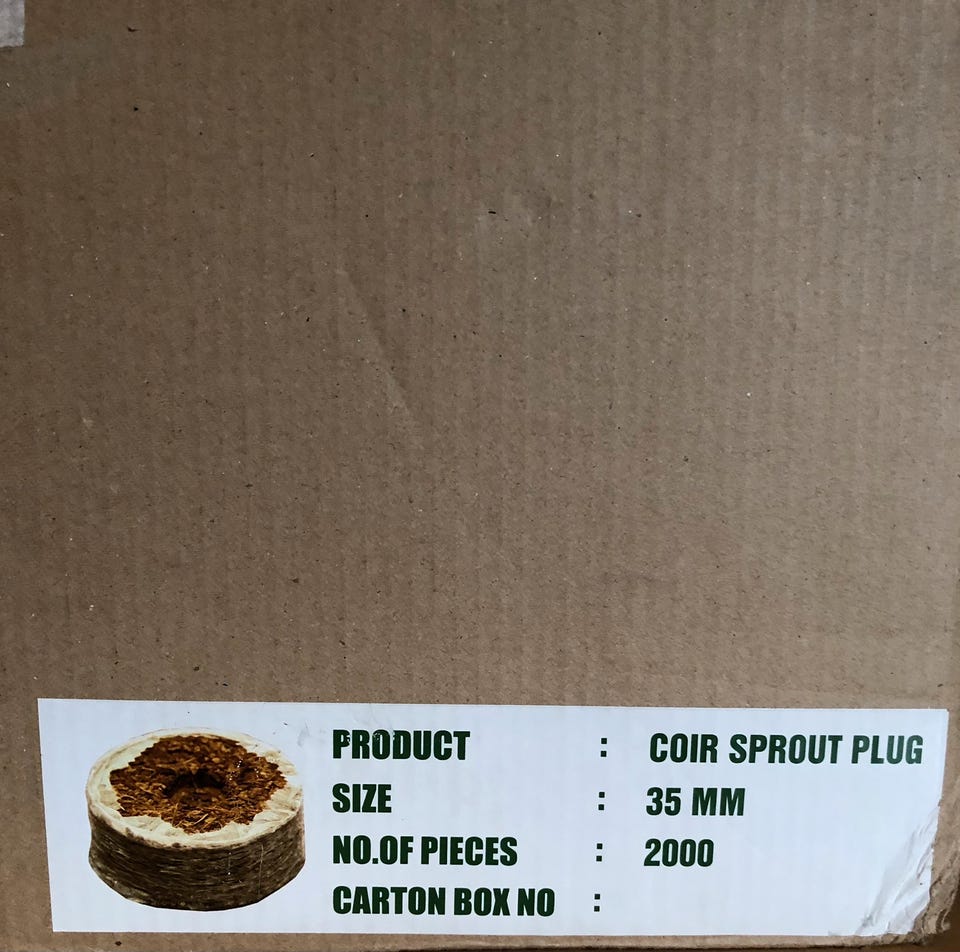 PRODUCT : COIR SPROUT PLUG
SIZE : 35 MM
NO.OF PIECES : 2000
CARTON BOX NO :